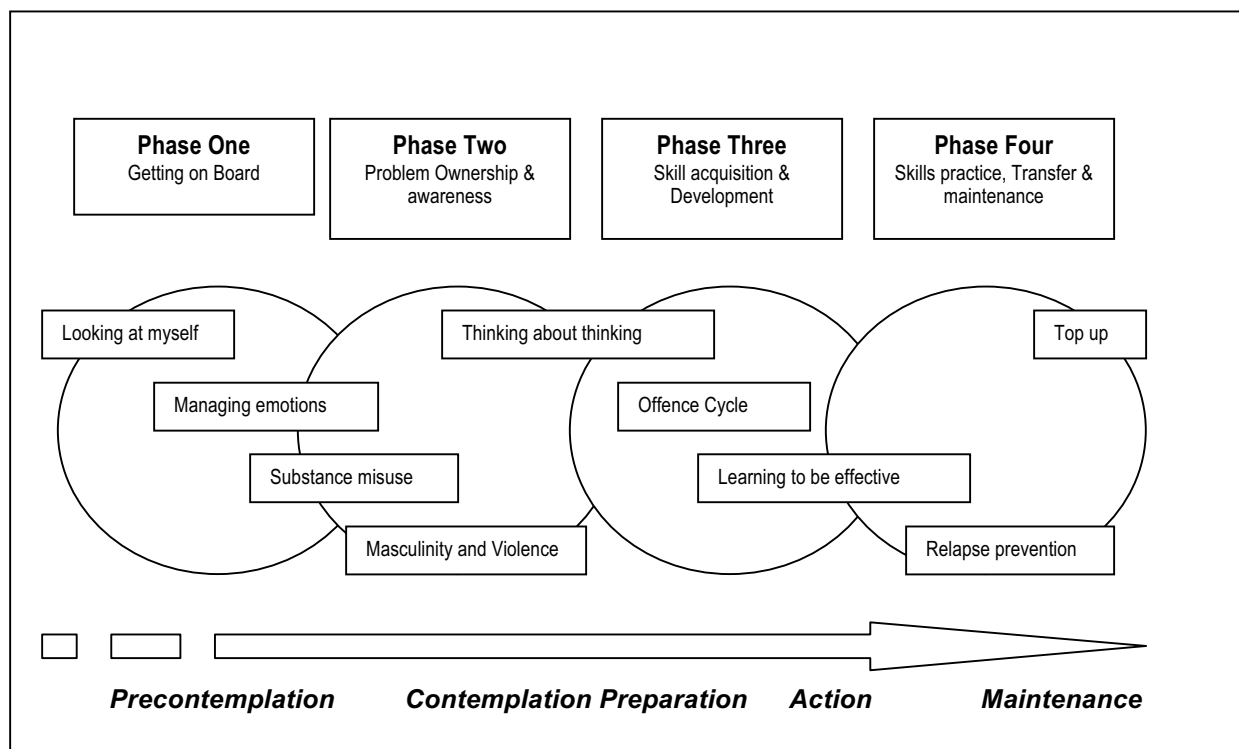 Phase One
Getting on Board
Phase Two
Problem Ownership &
awareness
Phase Three
Skill acquisition &
Development
Phase Four
Skills practice, Transfer &
maintenance
Looking at myself
Thinking about thinking
Top up
Managing emotions
Offence Cycle
Substance misuse
Learning to be effective
Masculinity and Violence
Relapse prevention
Precontemplation Contemplation Preparation Action Maintenance